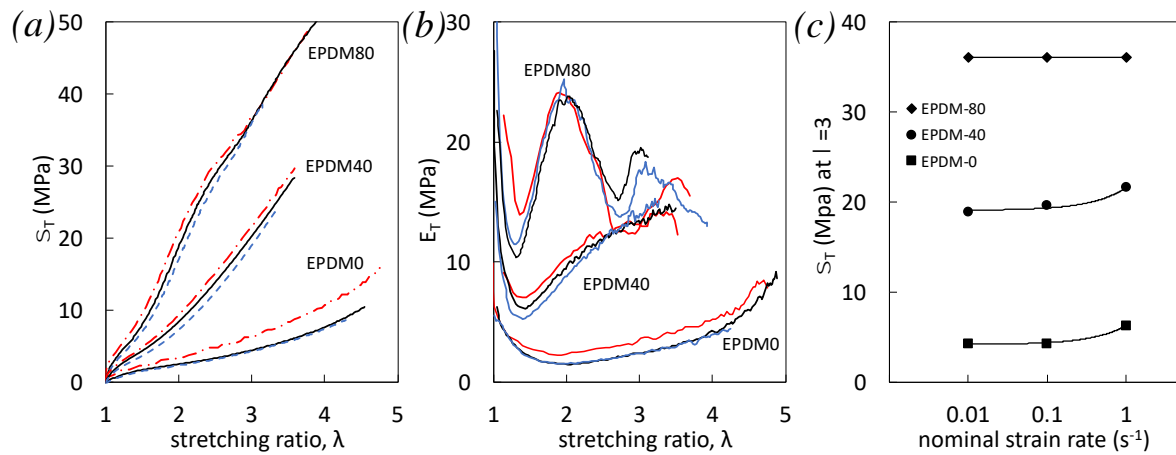 (a)
50
40
30
20
10
0
S_T (MPa)
EPDM80
EPDM40
EPDM0
1 2 3 4 5
stretching ratio, λ
(b)
30
20
10
0
E_T (MPa)
EPDM80
EPDM40
EPDM0
1 2 3 4 5
stretching ratio, λ
(c)
40
30
20
10
0
S_T (Mpa) at l =3
EPDM-80
EPDM-40
EPDM-0
0.01 0.1 1
nominal strain rate (s⁻¹)